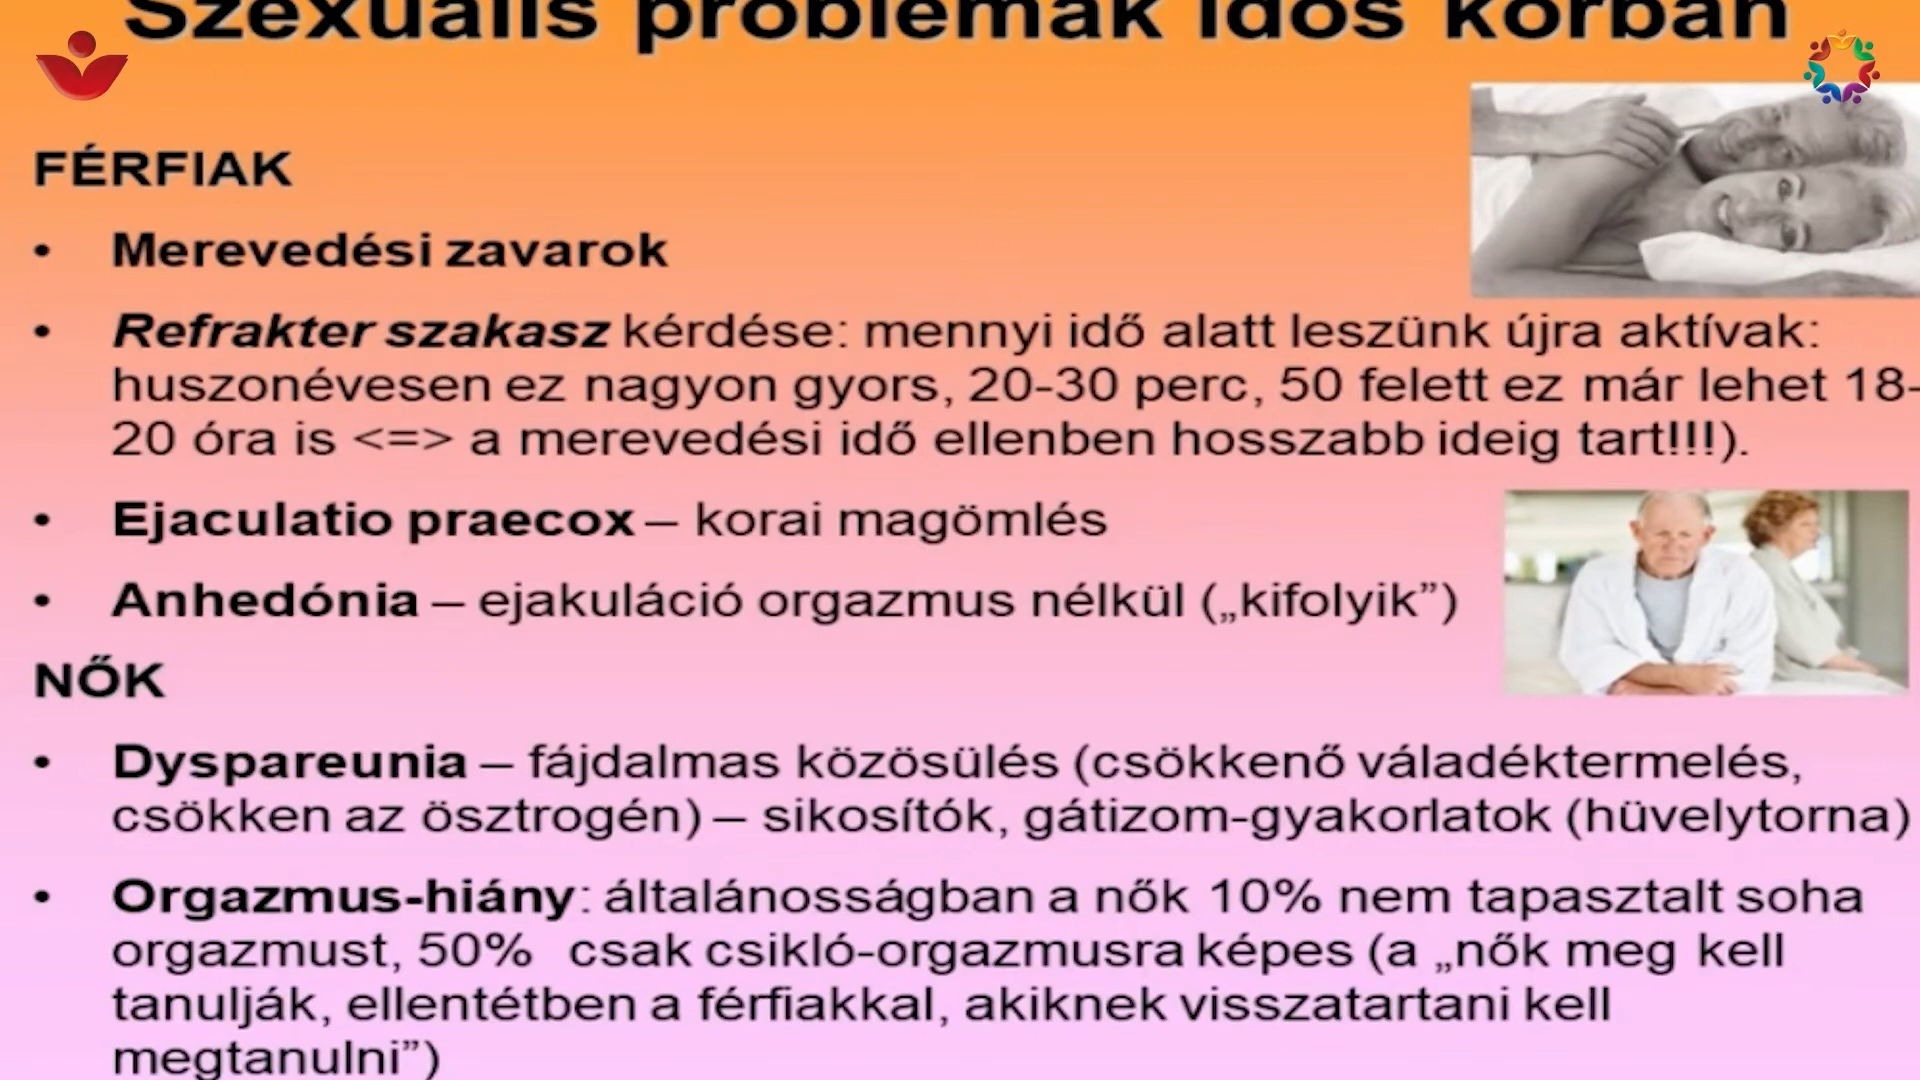 Szexuális problémák idős korban
FÉRFIAK
• Merevedési zavarok
• Refrakter szakasz kérdése: mennyi idő alatt leszünk újra aktívak:
huszonévesen ez nagyon gyors, 20-30 perc, 50 felett ez már lehet 18-
20 óra is <=> a merevedési idő ellenben hosszabb ideig tart!!!).
• Ejaculatio praecox – korai magömlés
• Anhedónia – ejakuláció orgazmus nélkül („kifolyik”)
NŐK
• Dyspareunia – fájdalmas közösülés (csökkenő váladéktermelés,
csökken az ösztrogén) – sikosítók, gátizom-gyakorlatok (hüvelytorna)
• Orgazmus-hiány: általánosságban a nők 10% nem tapasztalt soha
orgazmust, 50% csak csikló-orgazmusra képes (a „nők meg kell
tanulják, ellentétben a férfiakkal, akiknek visszatartani kell
megtanulni”)